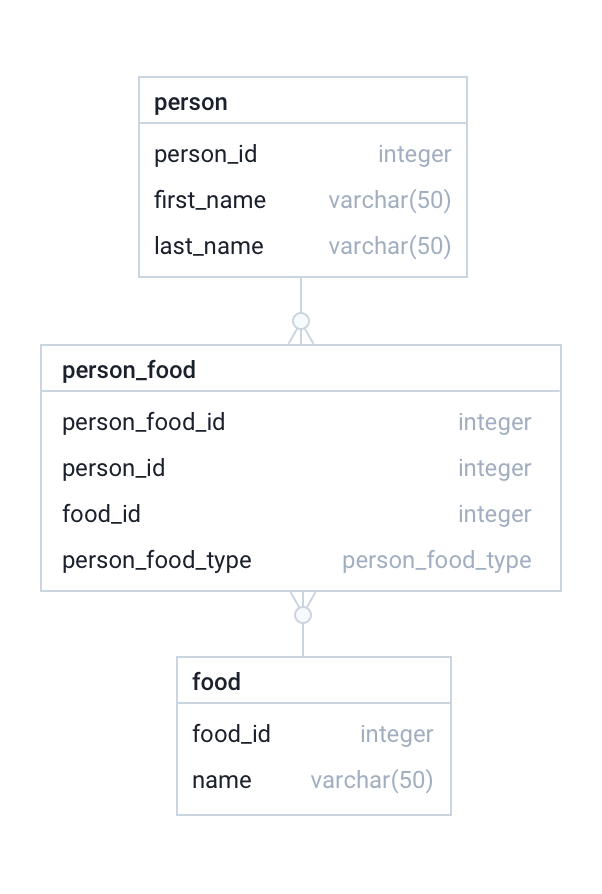 person
person_id integer
first_name varchar(50)
last_name varchar(50)
person_food
person_food_id integer
person_id integer
food_id integer
person_food_type person_food_type
food
food_id integer
name varchar(50)